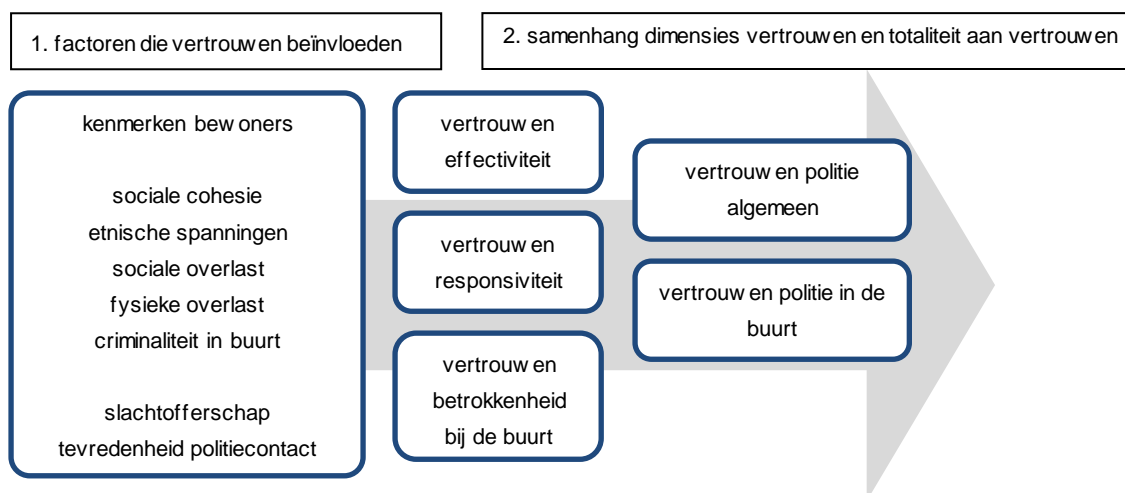 1. factoren die vertrouwen beïnvloeden
2. samenhang dimensies vertrouwen en totaliteit aan vertrouwen
kenmerken bewoners
sociale cohesie
etnische spanningen
sociale overlast
fysieke overlast
criminaliteit in buurt
slachtofferschap
tevredenheid politiecontact
vertrouwen
effectiviteit
vertrouwen
responsiviteit
vertrouwen
betrokkenheid
bij de buurt
vertrouwen politie
algemeen
vertrouwen politie in de
buurt